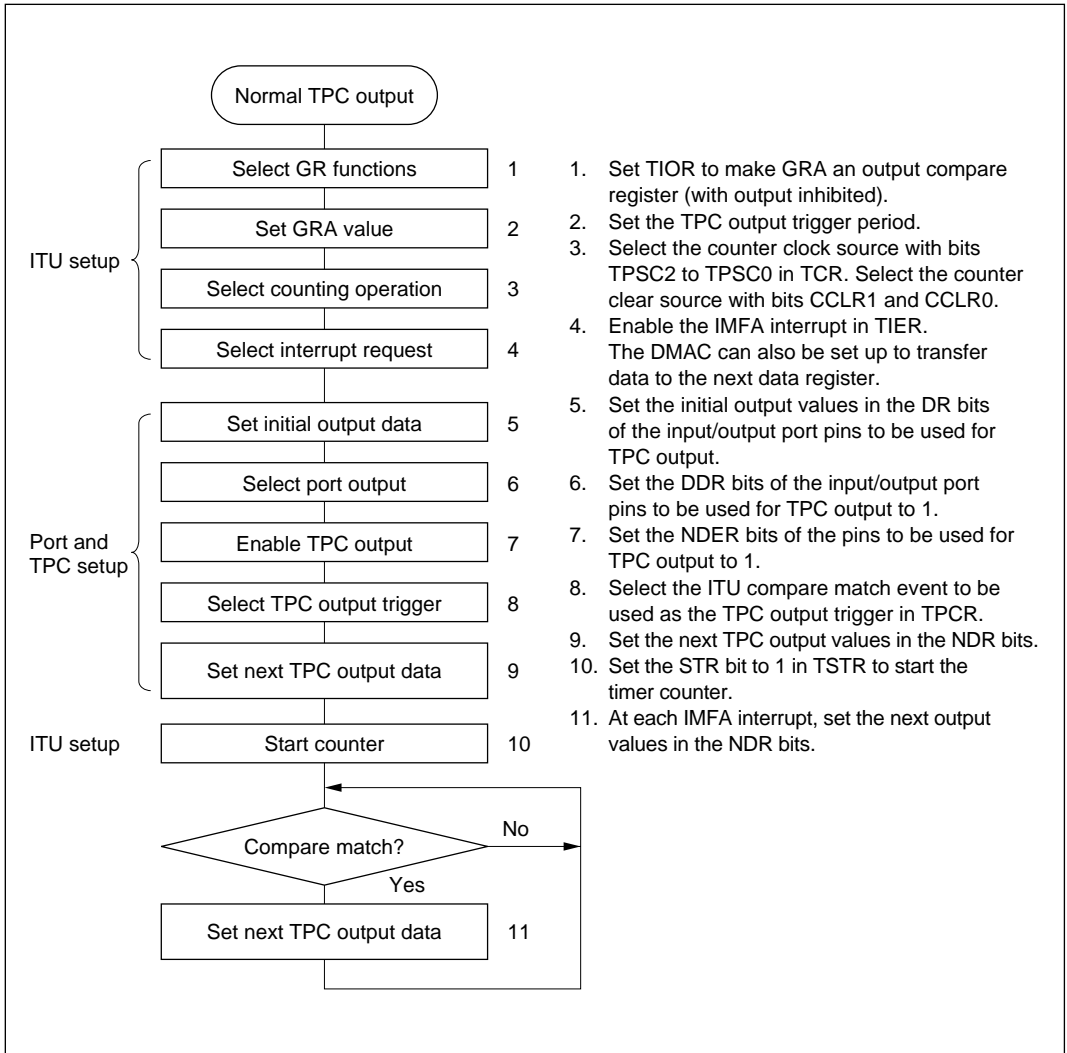 Normal TPC output
ITU setup
Select GR functions 1
Set GRA value 2
Select counting operation 3
Select interrupt request 4
Port and
TPC setup
Set initial output data 5
Select port output 6
Enable TPC output 7
Select TPC output trigger 8
Set next TPC output data 9
ITU setup
Start counter 10
Compare match?
No
Yes
Set next TPC output data 11
1. Set TIOR to make GRA an output compare
register (with output inhibited).
2. Set the TPC output trigger period.
3. Select the counter clock source with bits
TPSC2 to TPSC0 in TCR. Select the counter
clear source with bits CCLR1 and CCLR0.
4. Enable the IMFA interrupt in TIER.
The DMAC can also be set up to transfer
data to the next data register.
5. Set the initial output values in the DR bits
of the input/output port pins to be used for
TPC output.
6. Set the DDR bits of the input/output port
pins to be used for TPC output to 1.
7. Set the NDER bits of the pins to be used for
TPC output to 1.
8. Select the ITU compare match event to be
used as the TPC output trigger in TPCR.
9. Set the next TPC output values in the NDR bits.
10. Set the STR bit to 1 in TSTR to start the
timer counter.
11. At each IMFA interrupt, set the next output
values in the NDR bits.